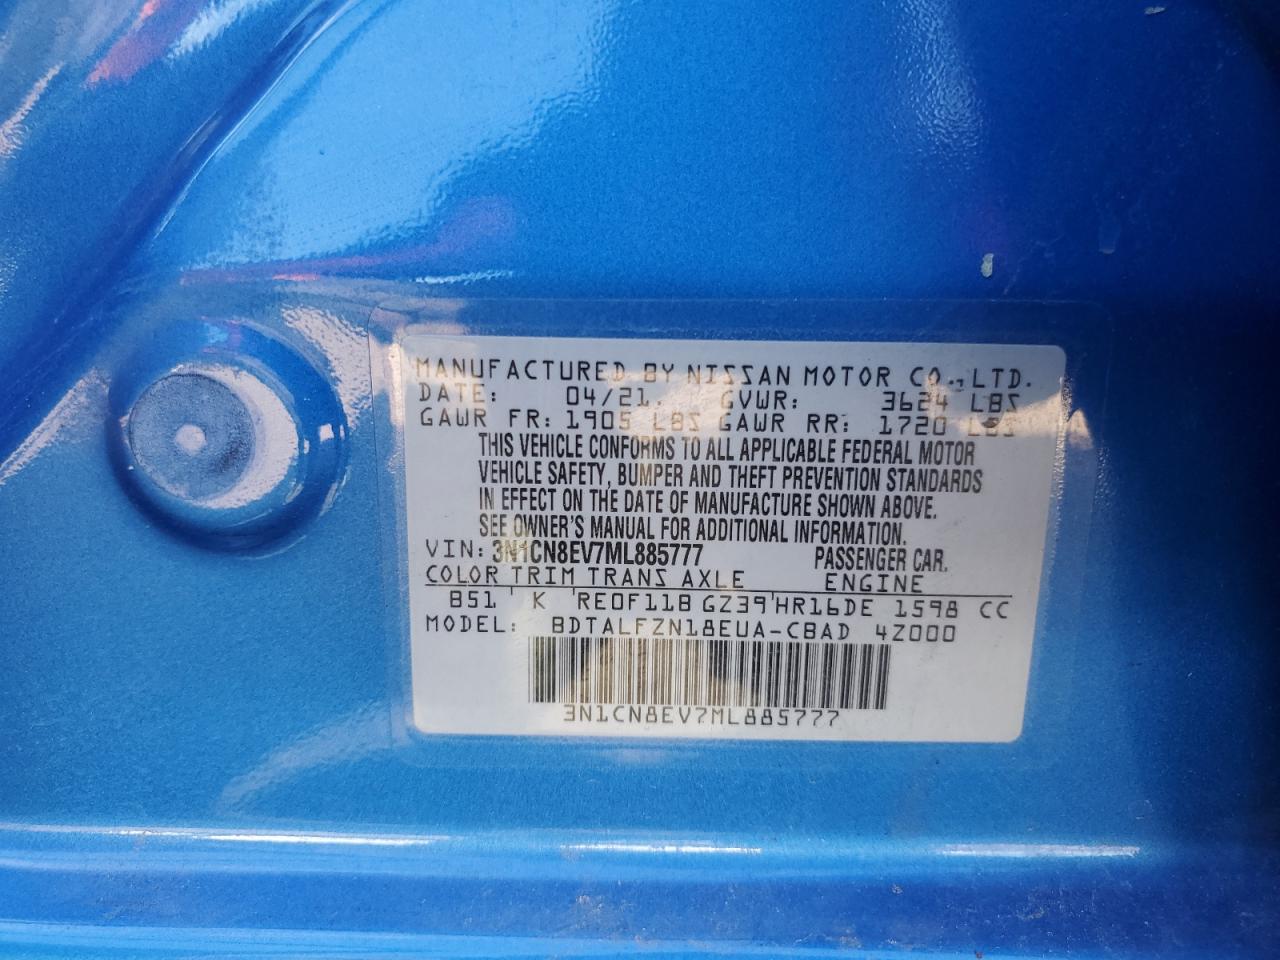 MANUFACTURED BY NISSAN MOTOR CO., LTD.
DATE: 04/21 GVWR: 3624 LBS
GAWR FR: 1905 LBS GAWR RR: 1720 LBS
THIS VEHICLE CONFORMS TO ALL APPLICABLE FEDERAL MOTOR
VEHICLE SAFETY, BUMPER AND THEFT PREVENTION STANDARDS
IN EFFECT ON THE DATE OF MANUFACTURE SHOWN ABOVE.
SEE OWNER'S MANUAL FOR ADDITIONAL INFORMATION.
VIN: 3N1CN8EV7ML885777 PASSENGER CAR.
COLOR TRIM TRANS AXLE ENGINE
B51 K RE0F11B GZ39 HR16DE 1598 CC
MODEL: BDTALFZN18EUA-CBAD 4Z000
3N1CN8EV7ML885777